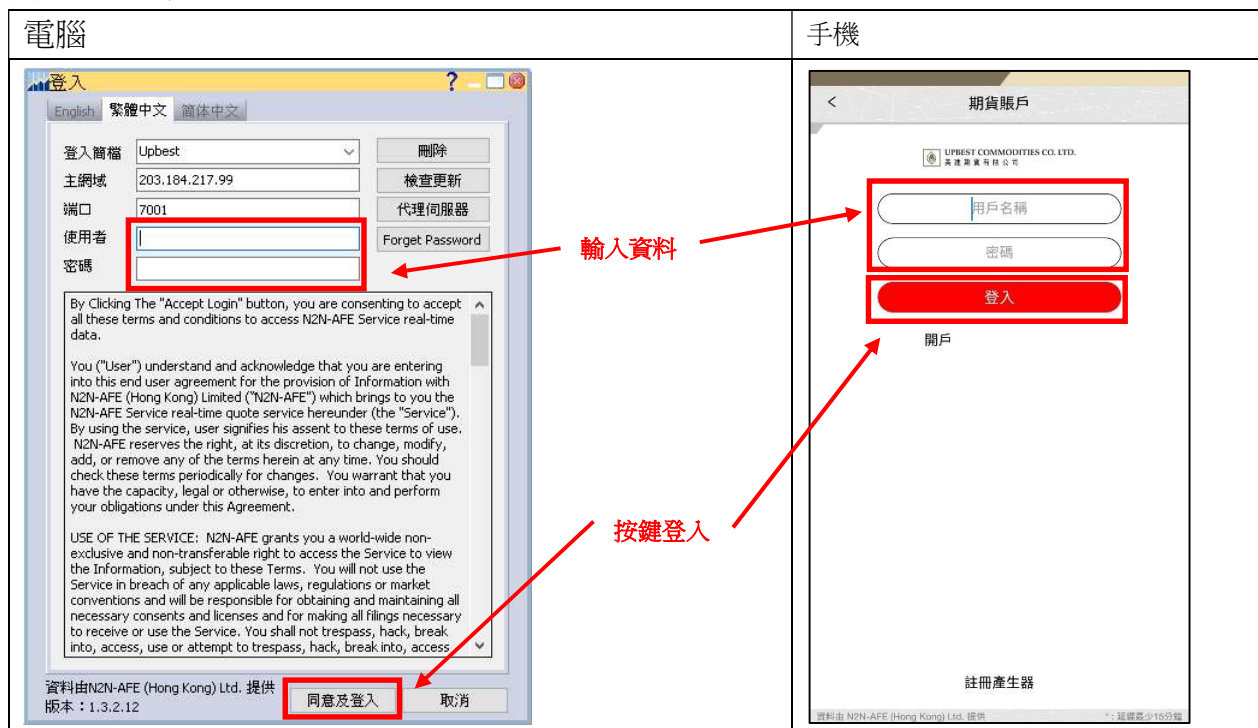 電腦
手機
登入
?
English 繁體中文 簡体中文
登入簡檔 Upbest 刪除
主網域 203.184.217.99 檢查更新
端口 7001 代理伺服器
使用者 Forget Password
密碼
By Clicking The "Accept Login" button, you are consenting to accept
all these terms and conditions to access N2N-AFE Service real-time
data.
You ("User") understand and acknowledge that you are entering
into this end user agreement for the provision of Information with
N2N-AFE (Hong Kong) Limited ("N2N-AFE") which brings to you the
N2N-AFE Service real-time quote service hereunder (the "Service").
By using the service, user signifies his assent to these terms of use.
N2N-AFE reserves the right, at its discretion, to change, modify,
add, or remove any of the terms herein at any time. You should
check these terms periodically for changes. You warrant that you
have the capacity, legal or otherwise, to enter into and perform
your obligations under this Agreement.
USE OF THE SERVICE: N2N-AFE grants you a world-wide non-
exclusive and non-transferable right to access the Service to view
the Information, subject to these Terms. You will not use the
Service in breach of any applicable laws, regulations or market
conventions and will be responsible for obtaining and maintaining all
necessary consents and licenses and for making all filings necessary
to receive or use the Service. You shall not trespass, hack, break
into, access, use or attempt to trespass, hack, break into, access
資料由N2N-AFE (Hong Kong) Ltd. 提供
版本：1.3.2.12
同意及登入 取消
輸入資料
按鍵登入
< 期貨賬戶
UPBEST COMMODITIES CO. LTD.
美建期貨有限公司
用戶名稱
密碼
登入
開戶
註冊產生器
資料由 N2N-AFE (Hong Kong) Ltd. 提供 *：延遲最少15分鐘